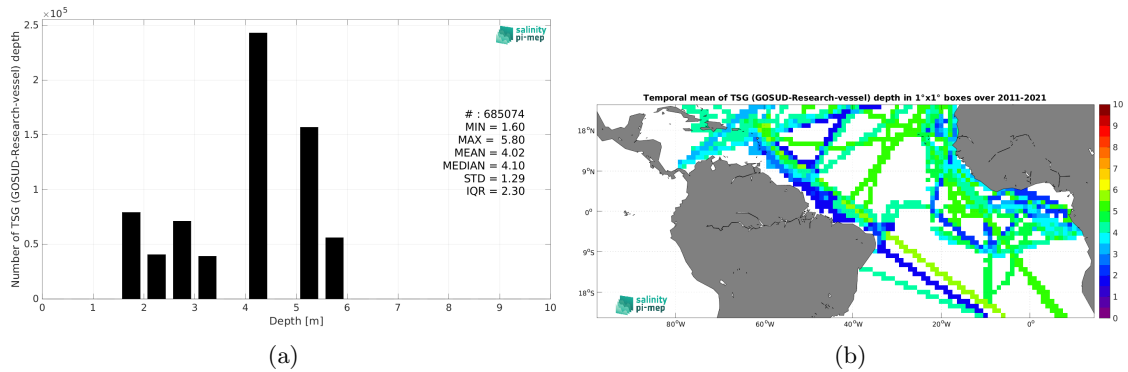 ×10⁵
2.5
2
1.5
1
0.5
0
Number of TSG (GOSUD-Research-vessel) depth
salinity
pi-mep
# : 685074
MIN = 1.60
MAX = 5.80
MEAN = 4.02
MEDIAN = 4.10
STD = 1.29
IQR = 2.30
0 1 2 3 4 5 6 7 8 9 10
Depth [m]
(a)
Temporal mean of TSG (GOSUD-Research-vessel) depth in 1°x1° boxes over 2011-2021
18°N
9°N
0°
9°S
18°S
80°W 60°W 40°W 20°W 0°
salinity
pi-mep
10
9
8
7
6
5
4
3
2
1
0
(b)